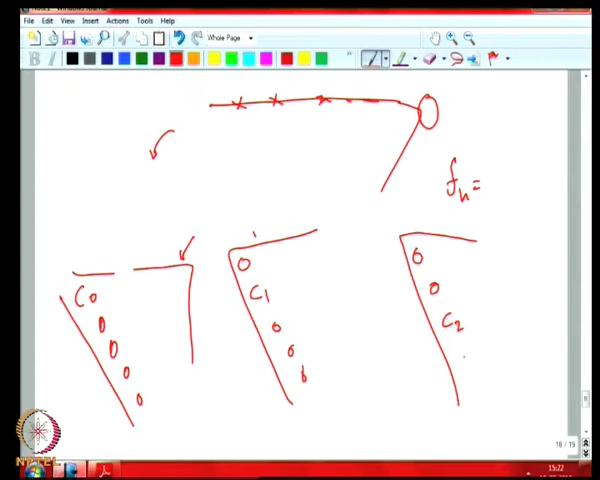 File Edit View Insert Actions Tools Help
Whole Page
B
fn=
C0 0 0 0 0
0 C1 0 0 0
0 0 C2
18 / 19
15:22
NPTEL